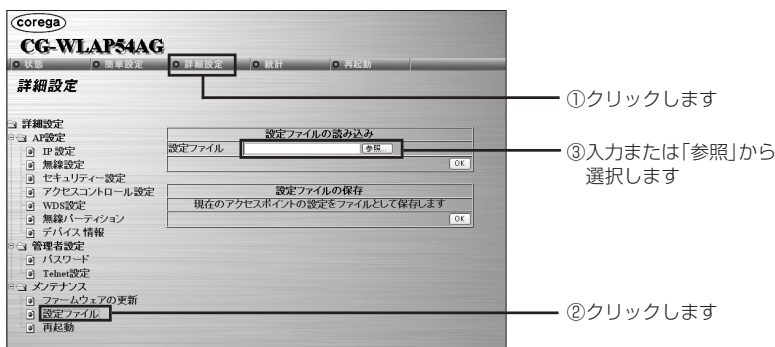 corega
CG-WLAP54AG
状態 簡単設定 詳細設定 統計 再起動
詳細設定
詳細設定
AP設定
IP 設定
無線設定
セキュリティー設定
アクセスコントロール設定
WDS設定
無線パーティション
デバイス 情報
管理者設定
パスワード
Telnet設定
メンテナンス
ファームウェアの更新
設定ファイル
再起動
設定ファイルの読み込み
設定ファイル 参照...
OK
設定ファイルの保存
現在のアクセスポイントの設定をファイルとして保存します
OK
①クリックします
③入力または「参照」から
選択します
②クリックします